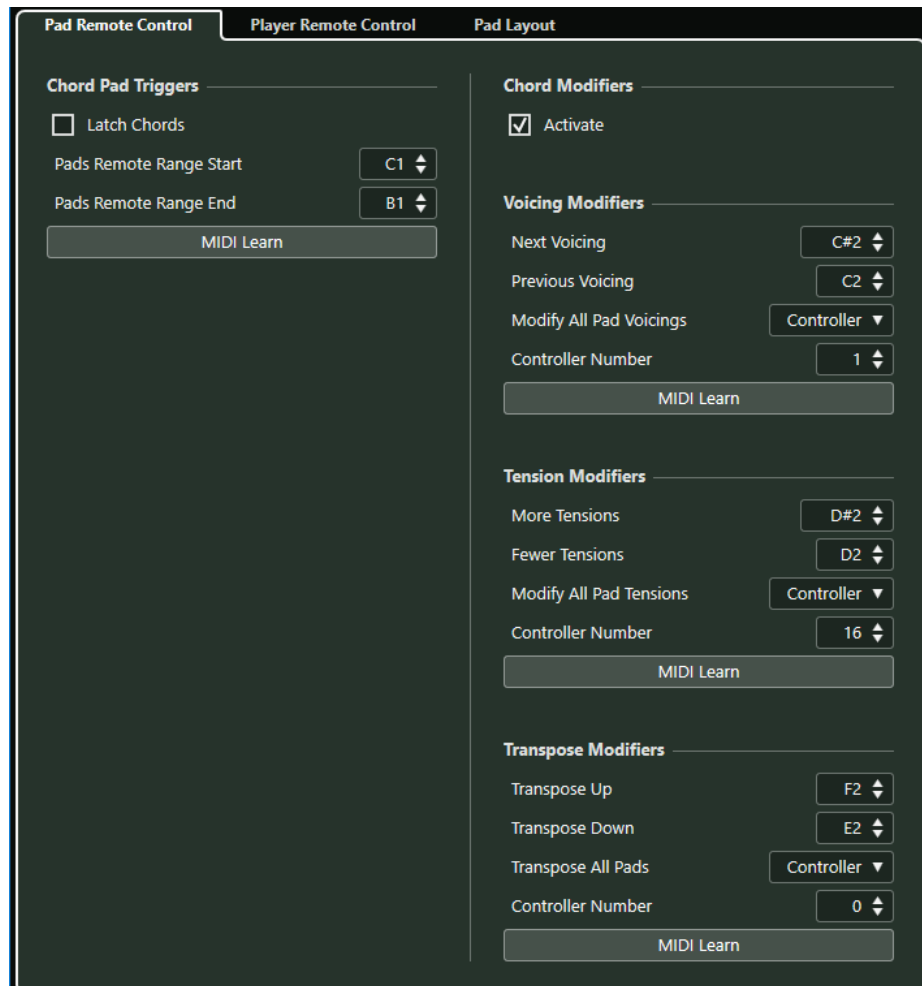 Pad Remote Control Player Remote Control Pad Layout
Chord Pad Triggers
Latch Chords
Pads Remote Range Start C1
Pads Remote Range End B1
MIDI Learn
Chord Modifiers
Activate
Voicing Modifiers
Next Voicing C#2
Previous Voicing C2
Modify All Pad Voicings Controller
Controller Number 1
MIDI Learn
Tension Modifiers
More Tensions D#2
Fewer Tensions D2
Modify All Pad Tensions Controller
Controller Number 16
MIDI Learn
Transpose Modifiers
Transpose Up F2
Transpose Down E2
Transpose All Pads Controller
Controller Number 0
MIDI Learn